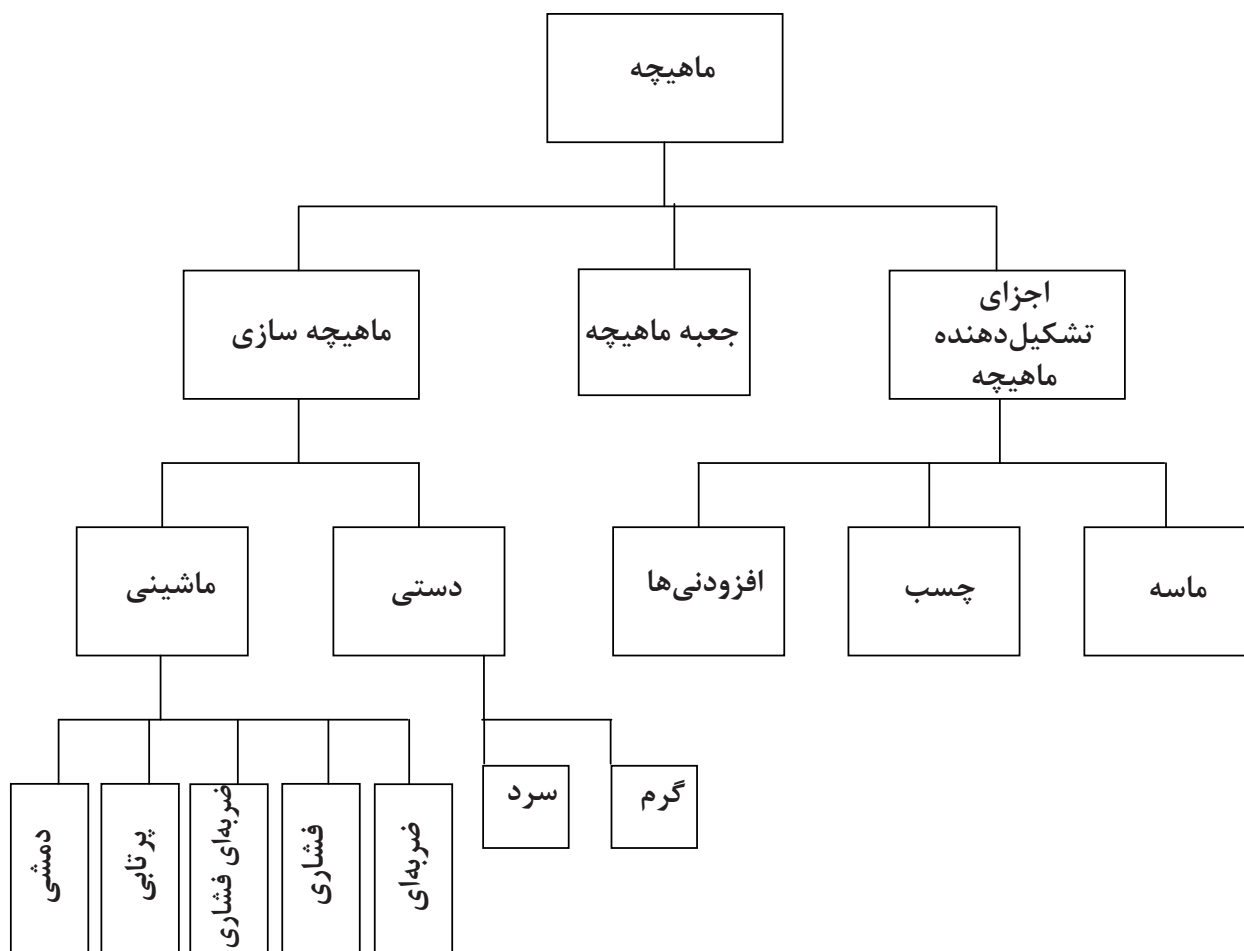 ماهیچه
اجزای
تشکیل‌دهنده
ماهیچه
جعبه ماهیچه
ماهیچه سازی
ماسه
چسب
افزودنی‌ها
دستی
ماشینی
گرم
سرد
ضربه‌ای
فشاری
ضربه‌ای فشاری
پرتابی
دمشی